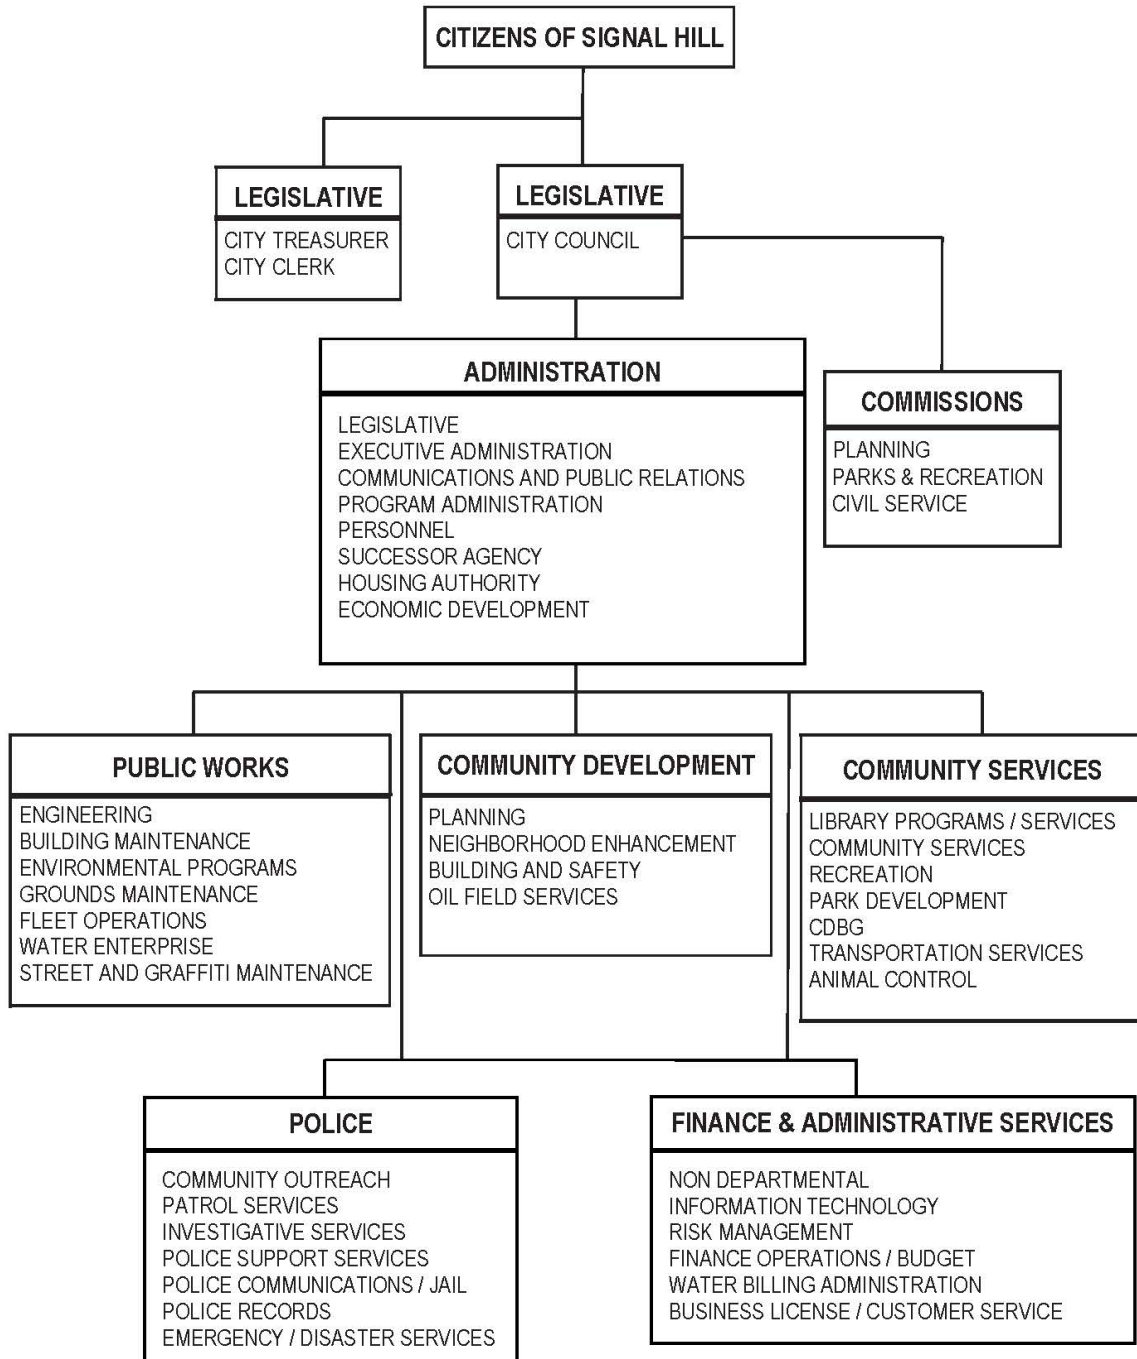 CITIZENS OF SIGNAL HILL
LEGISLATIVE
CITY TREASURER
CITY CLERK
LEGISLATIVE
CITY COUNCIL
ADMINISTRATION
LEGISLATIVE
EXECUTIVE ADMINISTRATION
COMMUNICATIONS AND PUBLIC RELATIONS
PROGRAM ADMINISTRATION
PERSONNEL
SUCCESSOR AGENCY
HOUSING AUTHORITY
ECONOMIC DEVELOPMENT
COMMISSIONS
PLANNING
PARKS & RECREATION
CIVIL SERVICE
PUBLIC WORKS
ENGINEERING
BUILDING MAINTENANCE
ENVIRONMENTAL PROGRAMS
GROUNDS MAINTENANCE
FLEET OPERATIONS
WATER ENTERPRISE
STREET AND GRAFFITI MAINTENANCE
COMMUNITY DEVELOPMENT
PLANNING
NEIGHBORHOOD ENHANCEMENT
BUILDING AND SAFETY
OIL FIELD SERVICES
COMMUNITY SERVICES
LIBRARY PROGRAMS / SERVICES
COMMUNITY SERVICES
RECREATION
PARK DEVELOPMENT
CDBG
TRANSPORTATION SERVICES
ANIMAL CONTROL
POLICE
COMMUNITY OUTREACH
PATROL SERVICES
INVESTIGATIVE SERVICES
POLICE SUPPORT SERVICES
POLICE COMMUNICATIONS / JAIL
POLICE RECORDS
EMERGENCY / DISASTER SERVICES
FINANCE & ADMINISTRATIVE SERVICES
NON DEPARTMENTAL
INFORMATION TECHNOLOGY
RISK MANAGEMENT
FINANCE OPERATIONS / BUDGET
WATER BILLING ADMINISTRATION
BUSINESS LICENSE / CUSTOMER SERVICE